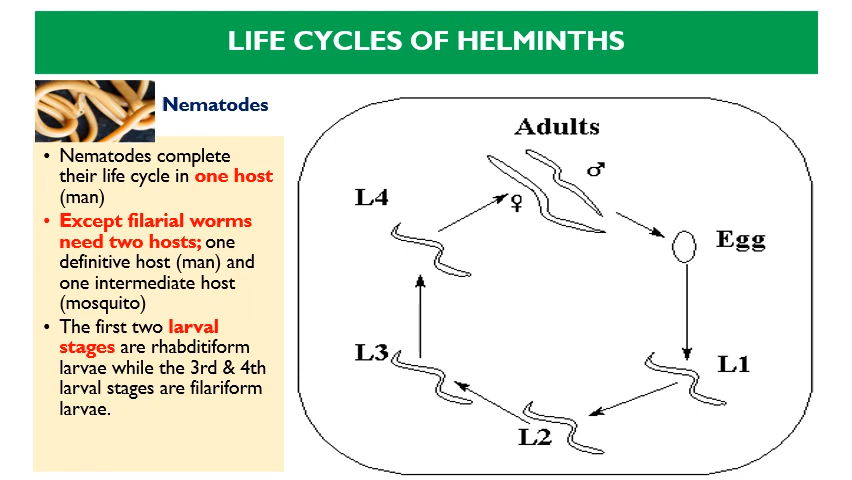 LIFE CYCLES OF HELMINTHS
Nematodes
• Nematodes complete
their life cycle in one host
(man)
• Except filarial worms
need two hosts; one
definitive host (man) and
one intermediate host
(mosquito)
• The first two larval
stages are rhabditiform
larvae while the 3rd & 4th
larval stages are filariform
larvae.
Adults
♂
♀
L4
Egg
L3
L1
L2